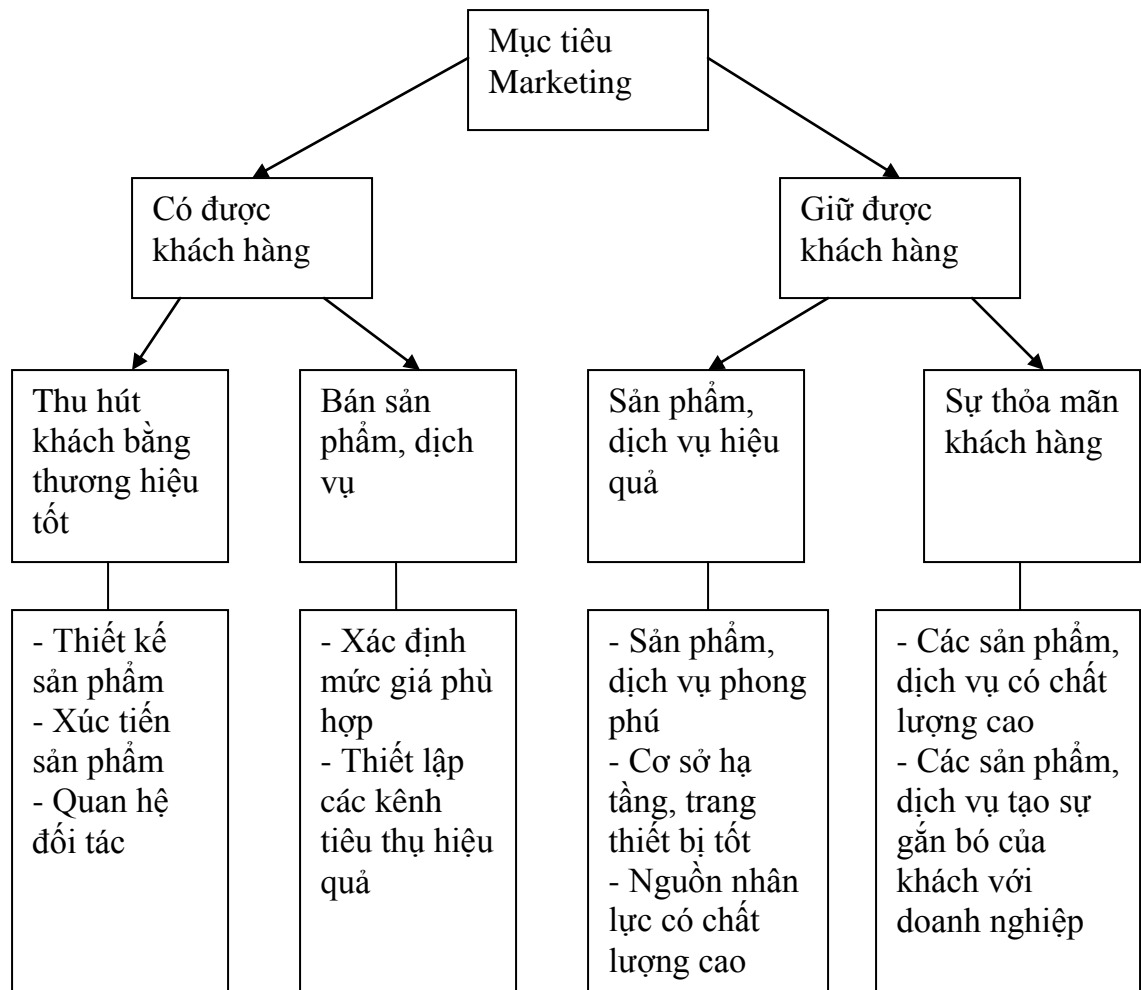 Mục tiêu
Marketing
Có được
khách hàng
Giữ được
khách hàng
Thu hút
khách bằng
thương hiệu
tốt
Bán sản
phẩm, dịch
vụ
Sản phẩm,
dịch vụ hiệu
quả
Sự thỏa mãn
khách hàng
- Thiết kế
sản phẩm
- Xúc tiến
sản phẩm
- Quan hệ
đối tác
- Xác định
mức giá phù
hợp
- Thiết lập
các kênh
tiêu thụ hiệu
quả
- Sản phẩm,
dịch vụ phong
phú
- Cơ sở hạ
tầng, trang
thiết bị tốt
- Nguồn nhân
lực có chất
lượng cao
- Các sản phẩm,
dịch vụ có chất
lượng cao
- Các sản phẩm,
dịch vụ tạo sự
gắn bó của
khách với
doanh nghiệp